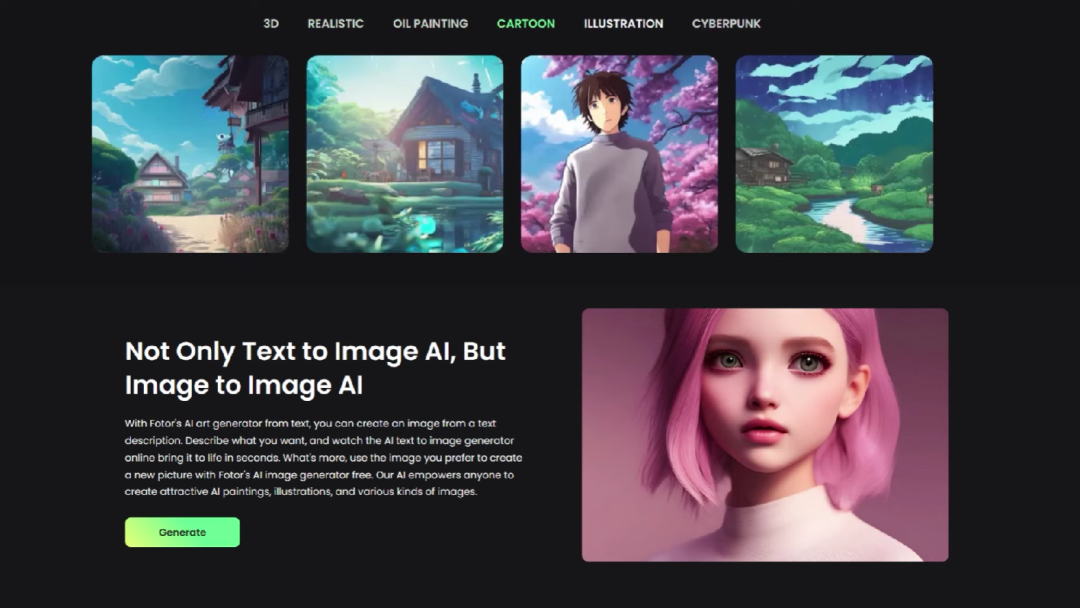 3D REALISTIC OIL PAINTING CARTOON ILLUSTRATION CYBERPUNK
Not Only Text to Image AI, But
Image to Image AI
With Fotor's AI art generator from text, you can create an image from a text
description. Describe what you want, and watch the AI text to image generator
online bring it to life in seconds. What's more, use the image you prefer to create
a new picture with Fotor's AI image generator free. Our AI empowers anyone to
create attractive AI paintings, illustrations, and various kinds of images.
Generate